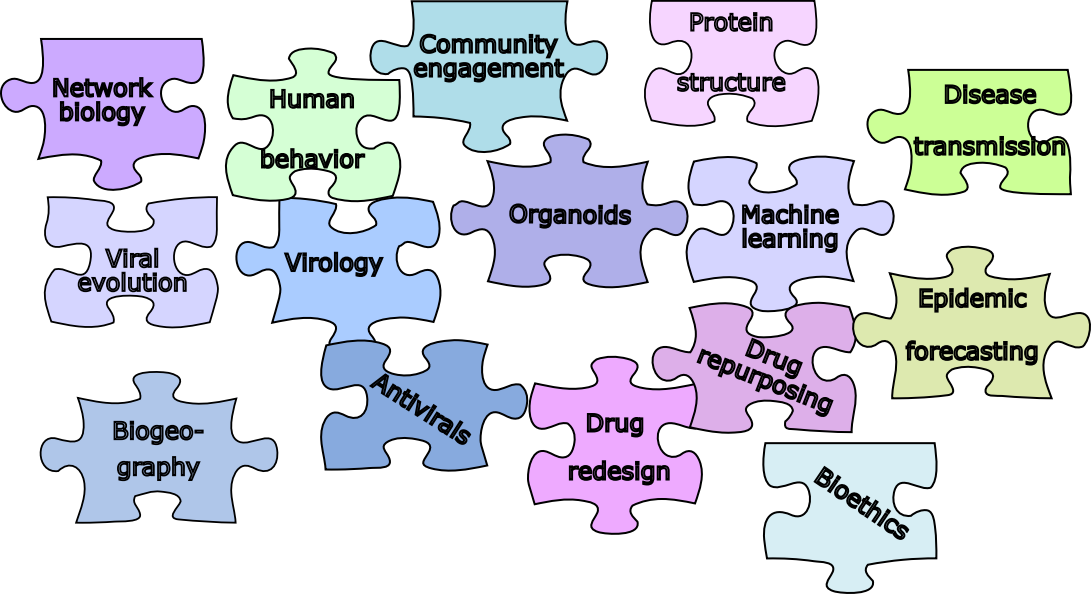 Network
biology
Human
behavior
Community
engagement
Protein
structure
Disease
transmission
Viral
evolution
Virology
Organoids
Machine
learning
Epidemic
forecasting
Biogeo-
graphy
Antivirals
Drug
redesign
Drug
repurposing
Bioethics